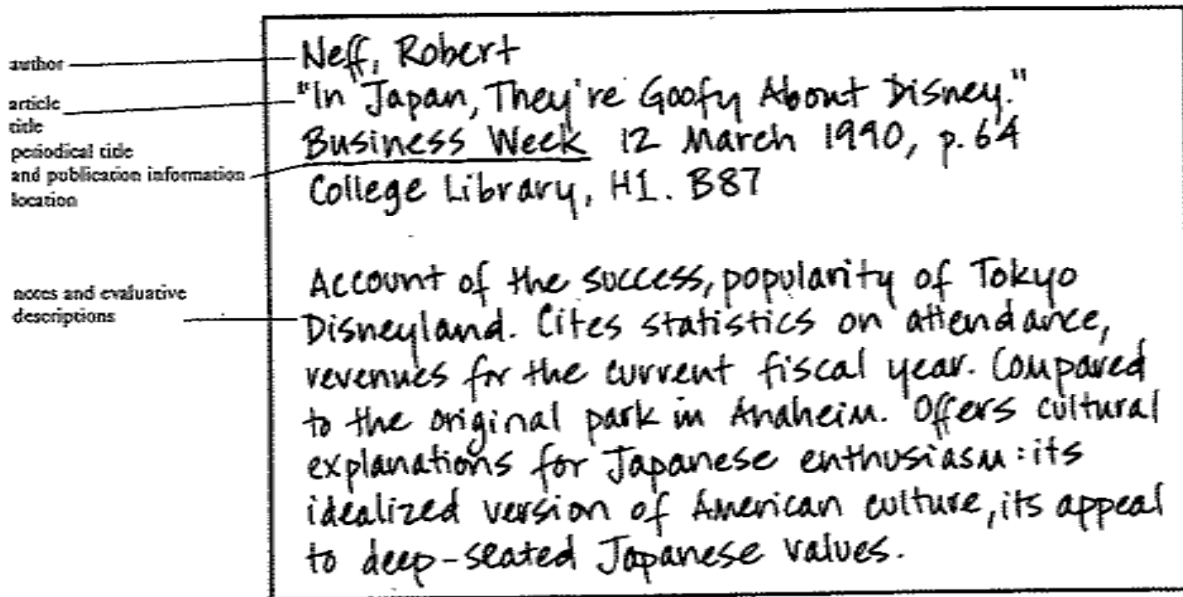 author
Neff, Robert
article
title
"In Japan, They're Goofy About Disney."
periodical title
and publication information
Business Week 12 March 1990, p. 64
location
College Library, H1. B87
notes and evaluative
descriptions
Account of the success, popularity of Tokyo
Disneyland. Cites statistics on attendance,
revenues for the current fiscal year. Compared
to the original park in Anaheim. Offers cultural
explanations for Japanese enthusiasm: its
idealized version of American culture, its appeal
to deep-seated Japanese values.